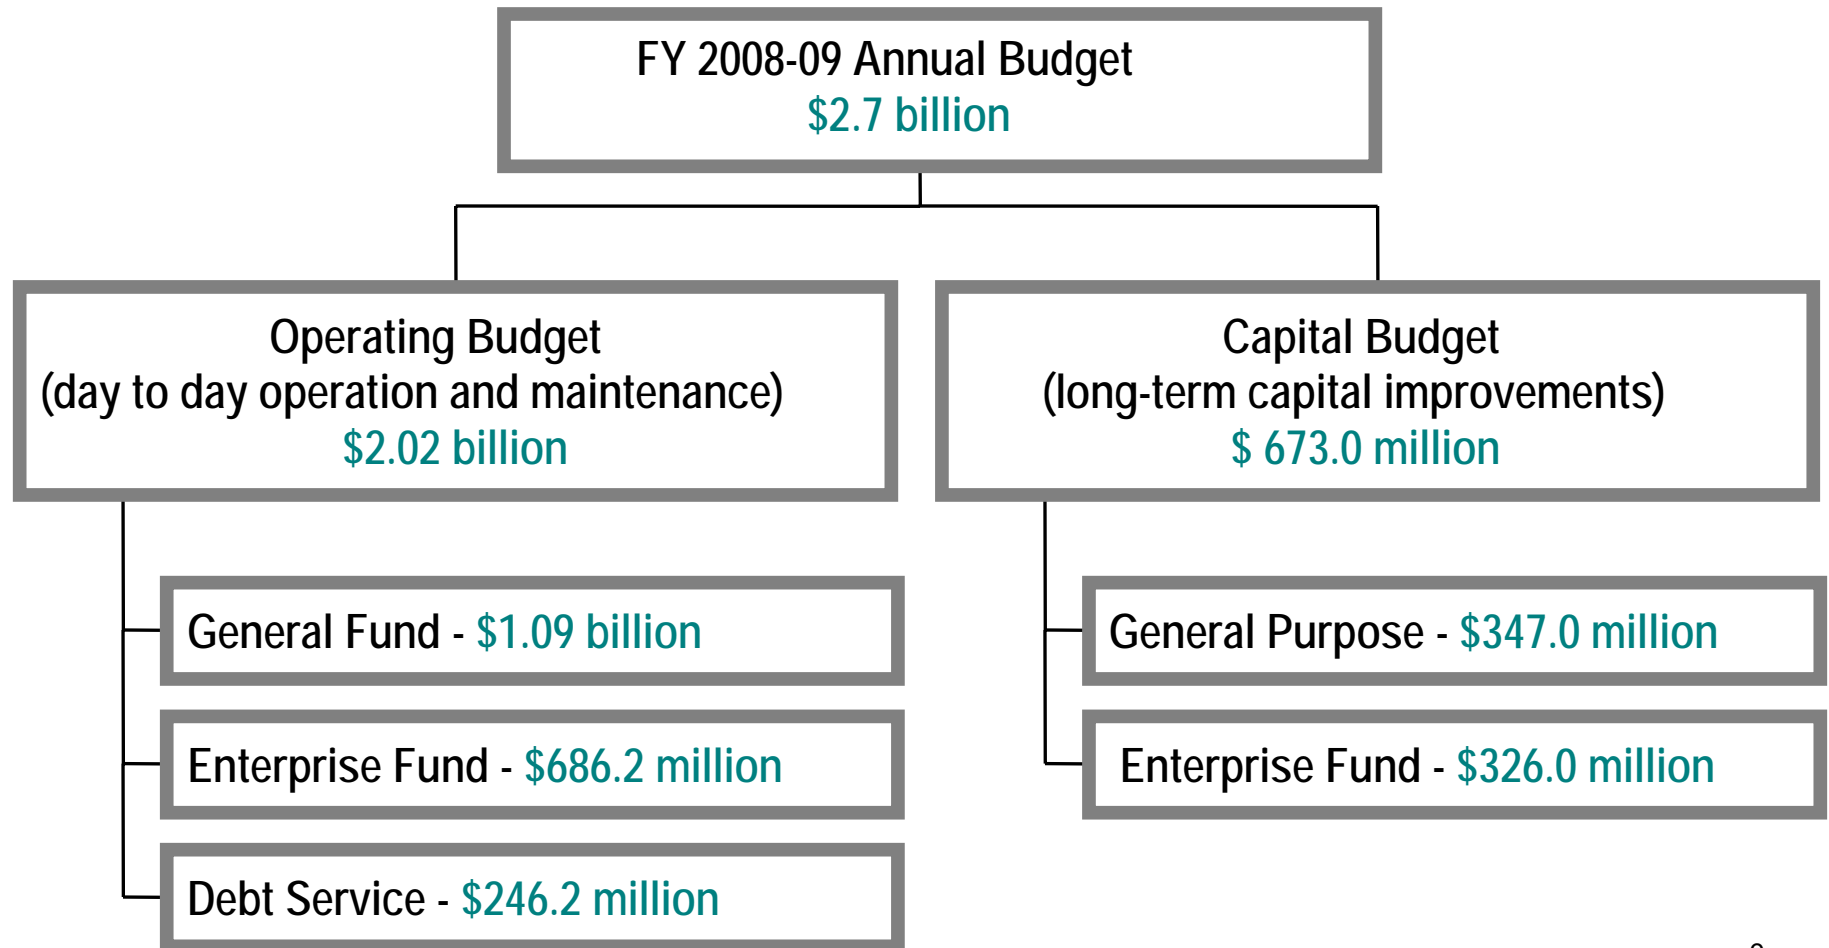 FY 2008-09 Annual Budget
$2.7 billion
Operating Budget
(day to day operation and maintenance)
$2.02 billion
Capital Budget
(long-term capital improvements)
$ 673.0 million
General Fund - $1.09 billion
Enterprise Fund - $686.2 million
Debt Service - $246.2 million
General Purpose - $347.0 million
Enterprise Fund - $326.0 million